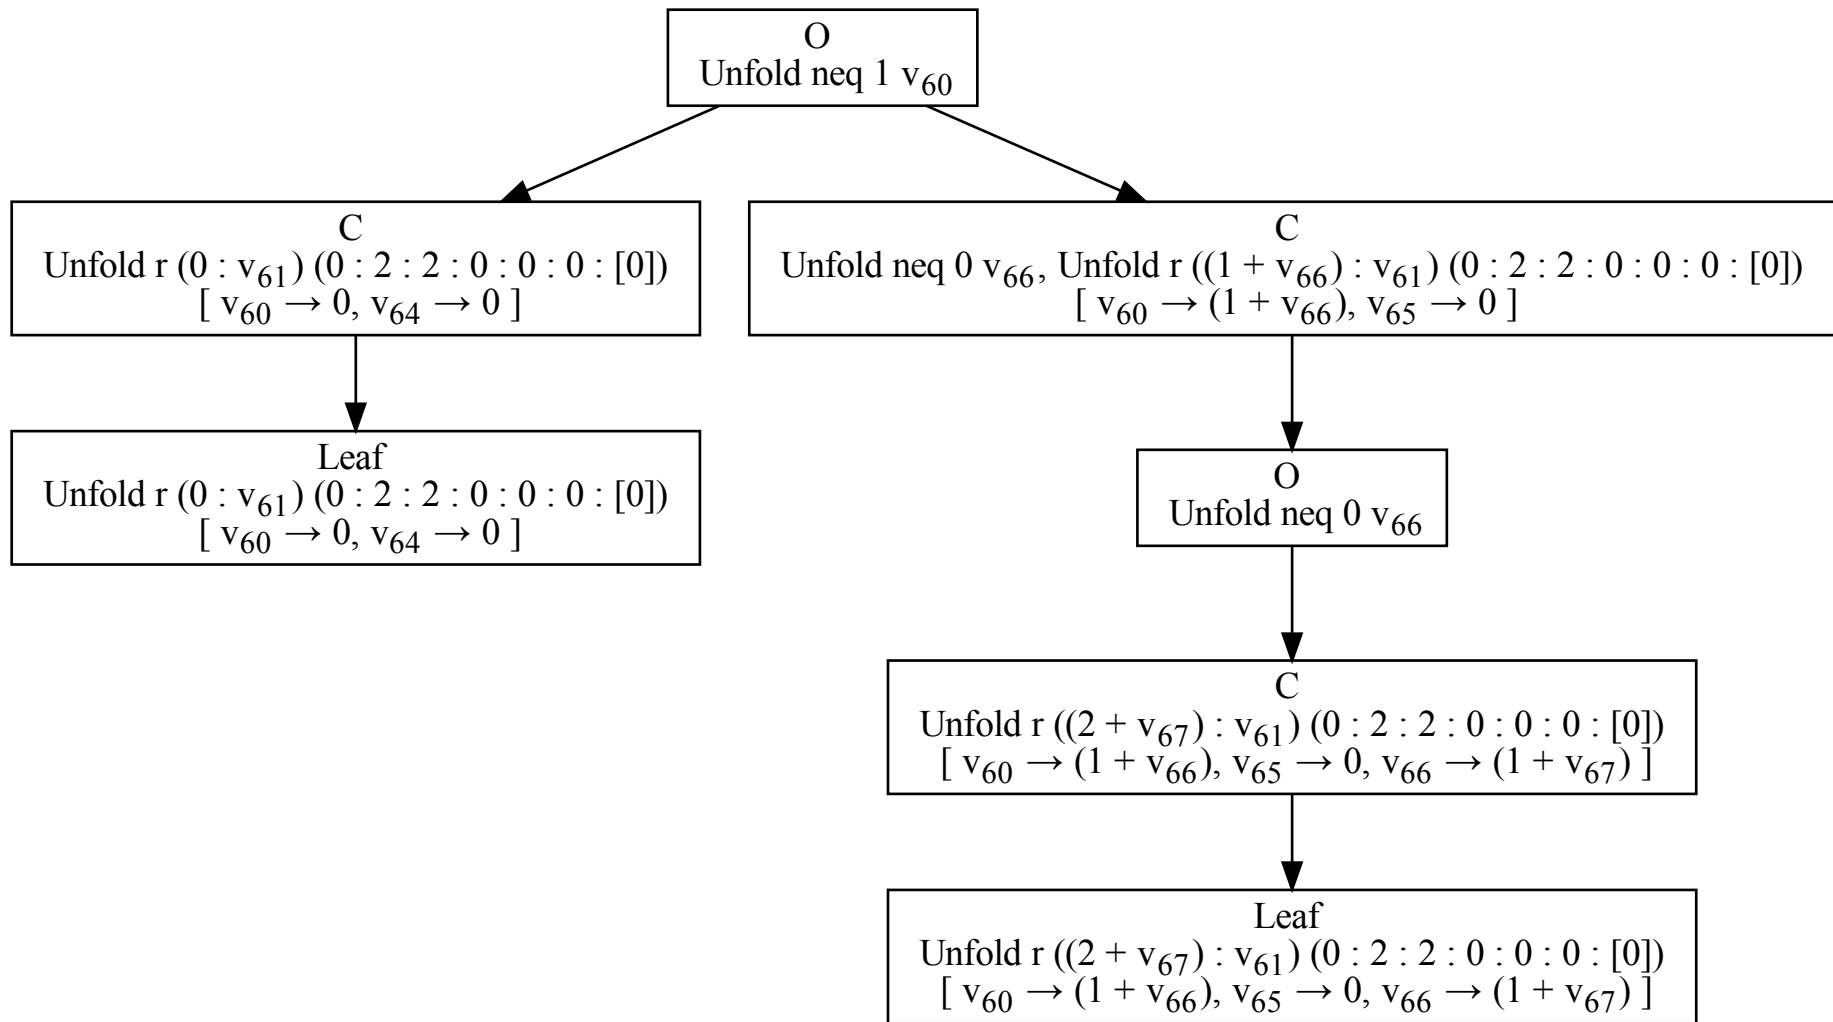 O
Unfold neq 1 v₆₀
C
Unfold r (0 : v₆₁) (0 : 2 : 2 : 0 : 0 : 0 : [0])
[ v₆₀ → 0, v₆₄ → 0 ]
C
Unfold neq 0 v₆₆, Unfold r ((1 + v₆₆) : v₆₁) (0 : 2 : 2 : 0 : 0 : 0 : [0])
[ v₆₀ → (1 + v₆₆), v₆₅ → 0 ]
Leaf
Unfold r (0 : v₆₁) (0 : 2 : 2 : 0 : 0 : 0 : [0])
[ v₆₀ → 0, v₆₄ → 0 ]
O
Unfold neq 0 v₆₆
C
Unfold r ((2 + v₆₇) : v₆₁) (0 : 2 : 2 : 0 : 0 : 0 : [0])
[ v₆₀ → (1 + v₆₆), v₆₅ → 0, v₆₆ → (1 + v₆₇) ]
Leaf
Unfold r ((2 + v₆₇) : v₆₁) (0 : 2 : 2 : 0 : 0 : 0 : [0])
[ v₆₀ → (1 + v₆₆), v₆₅ → 0, v₆₆ → (1 + v₆₇) ]